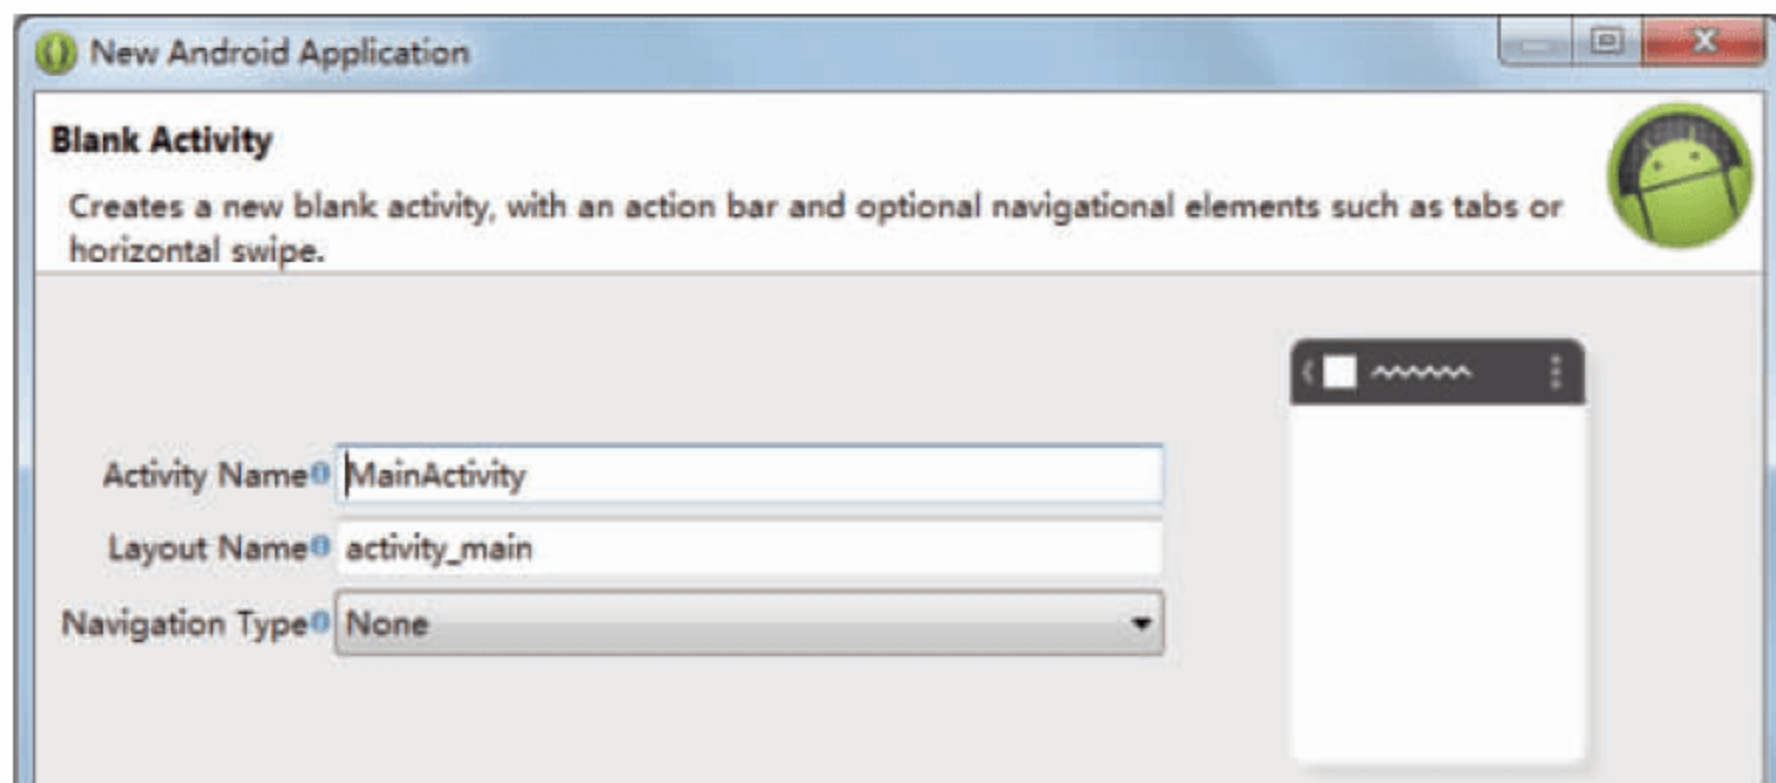 New Android Application
Blank Activity
Creates a new blank activity, with an action bar and optional navigational elements such as tabs or
horizontal swipe.
Activity Name MainActivity
Layout Name activity_main
Navigation Type None